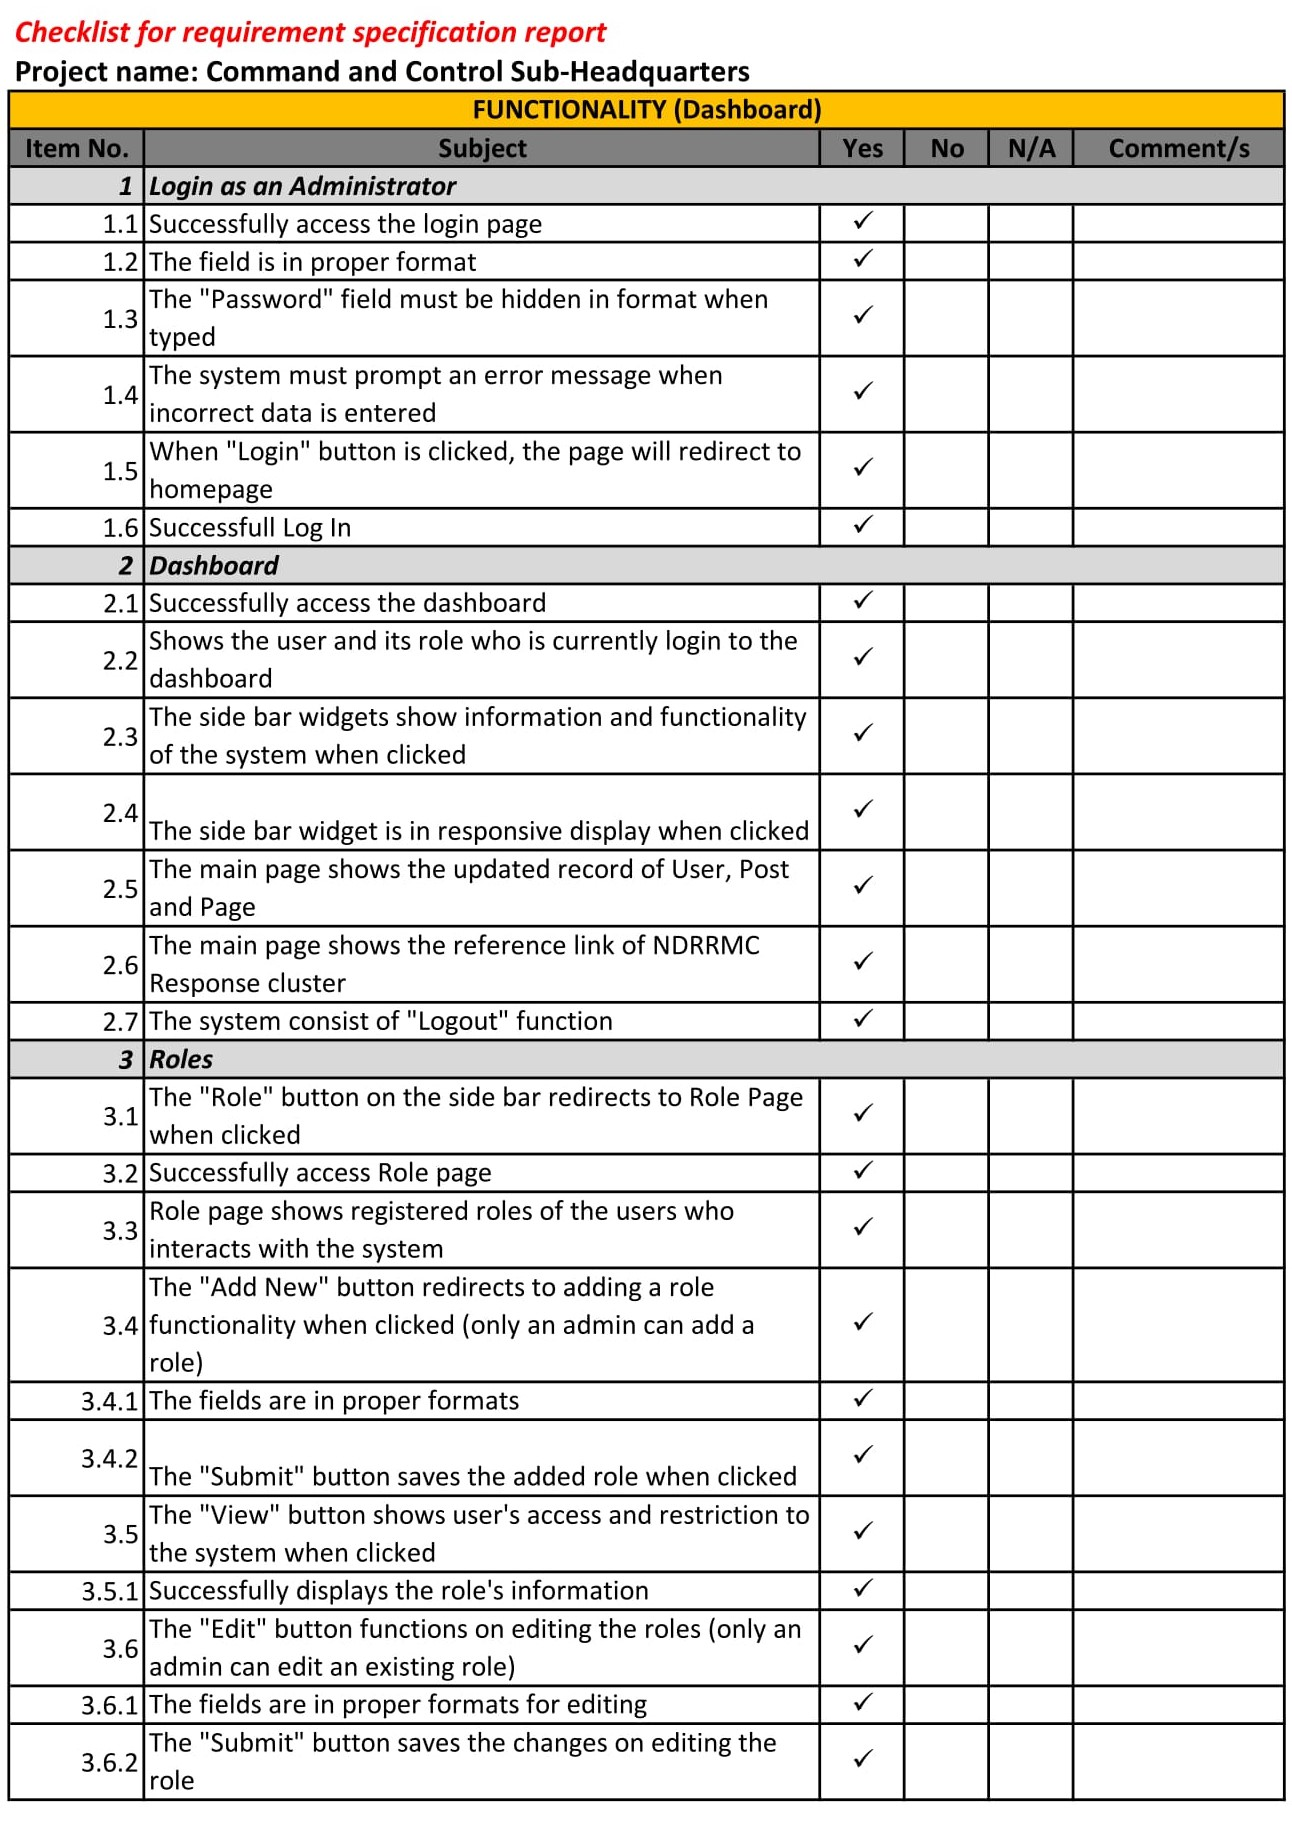 Checklist for requirement specification report
Project name: Command and Control Sub-Headquarters
FUNCTIONALITY (Dashboard)
Item No. Subject Yes No N/A Comment/s
1 Login as an Administrator
1.1 Successfully access the login page ✓
1.2 The field is in proper format ✓
The "Password" field must be hidden in format when
1.3 typed ✓
The system must prompt an error message when
1.4 incorrect data is entered ✓
When "Login" button is clicked, the page will redirect to
1.5 homepage ✓
1.6 Successfull Log In ✓
2 Dashboard
2.1 Successfully access the dashboard ✓
Shows the user and its role who is currently login to the
2.2 dashboard ✓
The side bar widgets show information and functionality
2.3 of the system when clicked ✓
2.4 The side bar widget is in responsive display when clicked ✓
The main page shows the updated record of User, Post
2.5 and Page ✓
The main page shows the reference link of NDRRMC
2.6 Response cluster ✓
2.7 The system consist of "Logout" function ✓
3 Roles
The "Role" button on the side bar redirects to Role Page
3.1 when clicked ✓
3.2 Successfully access Role page ✓
Role page shows registered roles of the users who
3.3 interacts with the system ✓
The "Add New" button redirects to adding a role
3.4 functionality when clicked (only an admin can add a ✓
role)
3.4.1 The fields are in proper formats ✓
3.4.2 The "Submit" button saves the added role when clicked ✓
The "View" button shows user's access and restriction to
3.5 the system when clicked ✓
3.5.1 Successfully displays the role's information ✓
The "Edit" button functions on editing the roles (only an
3.6 admin can edit an existing role) ✓
3.6.1 The fields are in proper formats for editing ✓
The "Submit" button saves the changes on editing the
3.6.2 role ✓